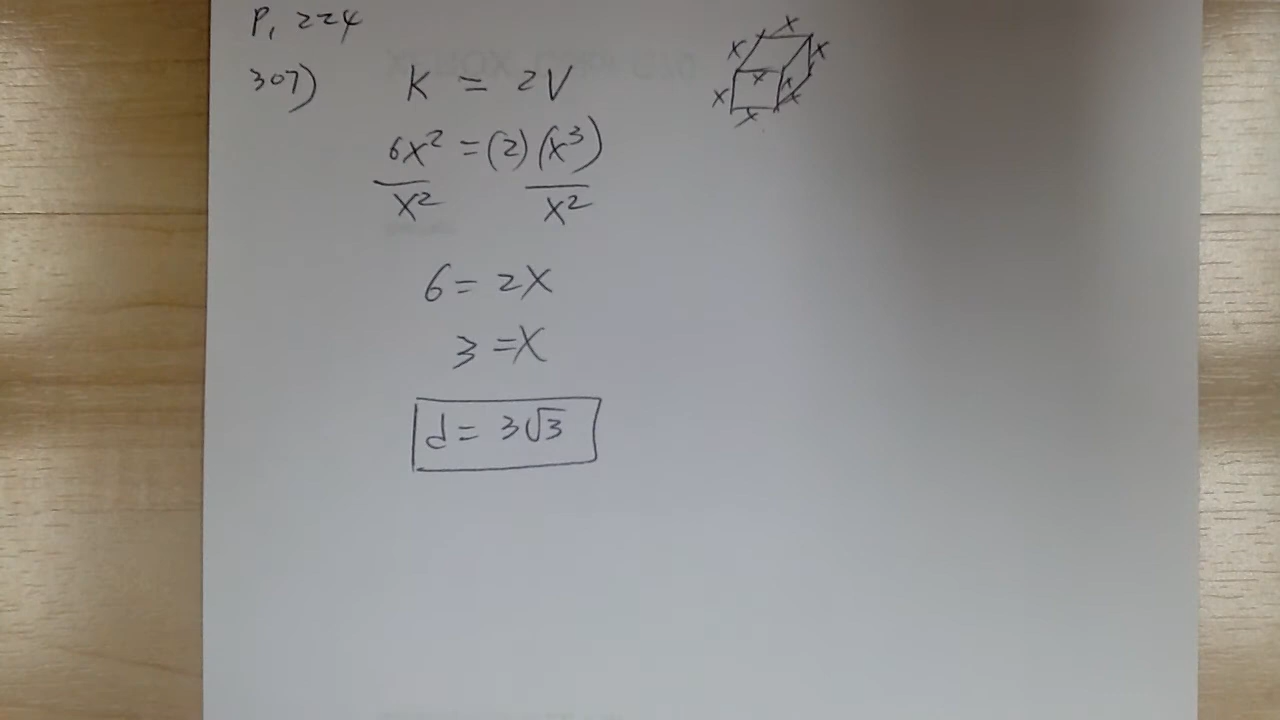 P. 224
307) K = 2V
6x² = (2)(x³)
x² x²
6 = 2x
3 = x
d = 3√3
x
x x
x
x x x
x